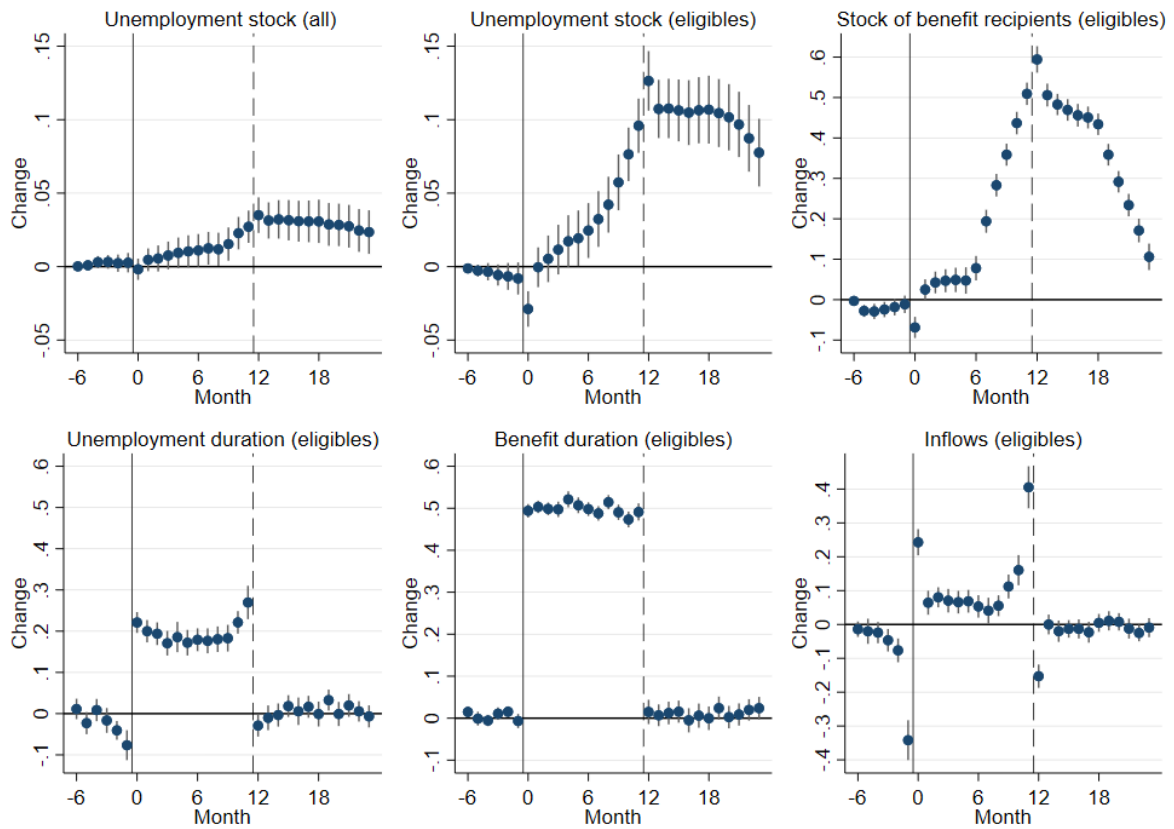 Unemployment stock (all)
.15
.1
.05
0
-.05
Change
-6 0 6 12 18
Month
Unemployment stock (eligibles)
.15
.1
.05
0
-.05
Change
-6 0 6 12 18
Month
Stock of benefit recipients (eligibles)
.6
.5
.4
.3
.2
.1
0
-.1
Change
-6 0 6 12 18
Month
Unemployment duration (eligibles)
.6
.5
.4
.3
.2
.1
0
-.1
Change
-6 0 6 12 18
Month
Benefit duration (eligibles)
.6
.5
.4
.3
.2
.1
0
-.1
Change
-6 0 6 12 18
Month
Inflows (eligibles)
.4
.3
.2
.1
0
-.1
-.2
-.3
-.4
Change
-6 0 6 12 18
Month